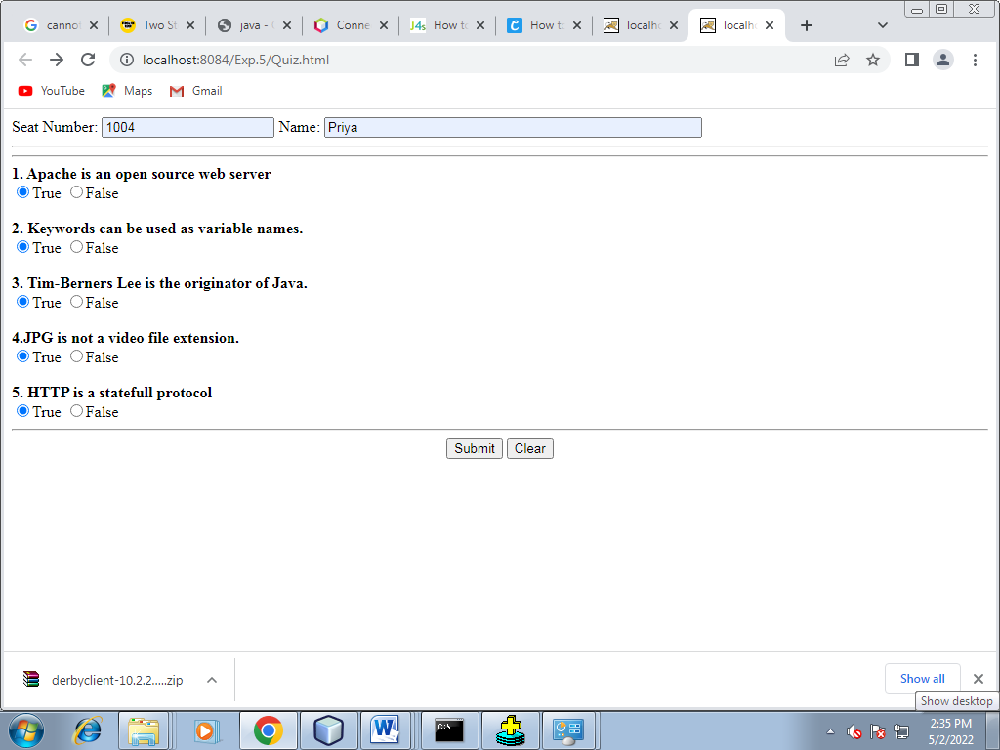 canno Two St java - Conne How to How to localho localho
localhost:8084/Exp.5/Quiz.html
YouTube Maps Gmail
Seat Number: 1004 Name: Priya
1. Apache is an open source web server
True False
2. Keywords can be used as variable names.
True False
3. Tim-Berners Lee is the originator of Java.
True False
4.JPG is not a video file extension.
True False
5. HTTP is a statefull protocol
True False
Submit Clear
derbyclient-10.2.2.....zip Show all
Show desktop
2:35 PM
5/2/2022